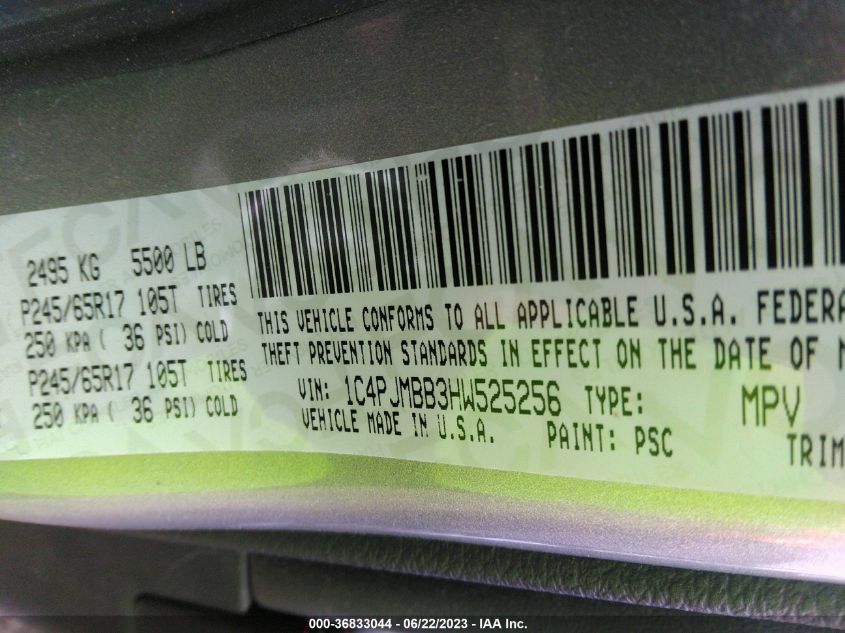 2495 KG 5500 LB
P245/65R17 105T TIRES
250 KPA ( 36 PSI) COLD
P245/65R17 105T TIRES
250 KPA ( 36 PSI) COLD
THIS VEHICLE CONFORMS TO ALL APPLICABLE U.S.A. FEDERA
THEFT PREVENTION STANDARDS IN EFFECT ON THE DATE OF M
VIN: 1C4PJMBB3HW525256 TYPE: MPV
VEHICLE MADE IN U.S.A. PAINT: PSC TRIM
000-36833044 / 06/22/2023 - IAA Inc.